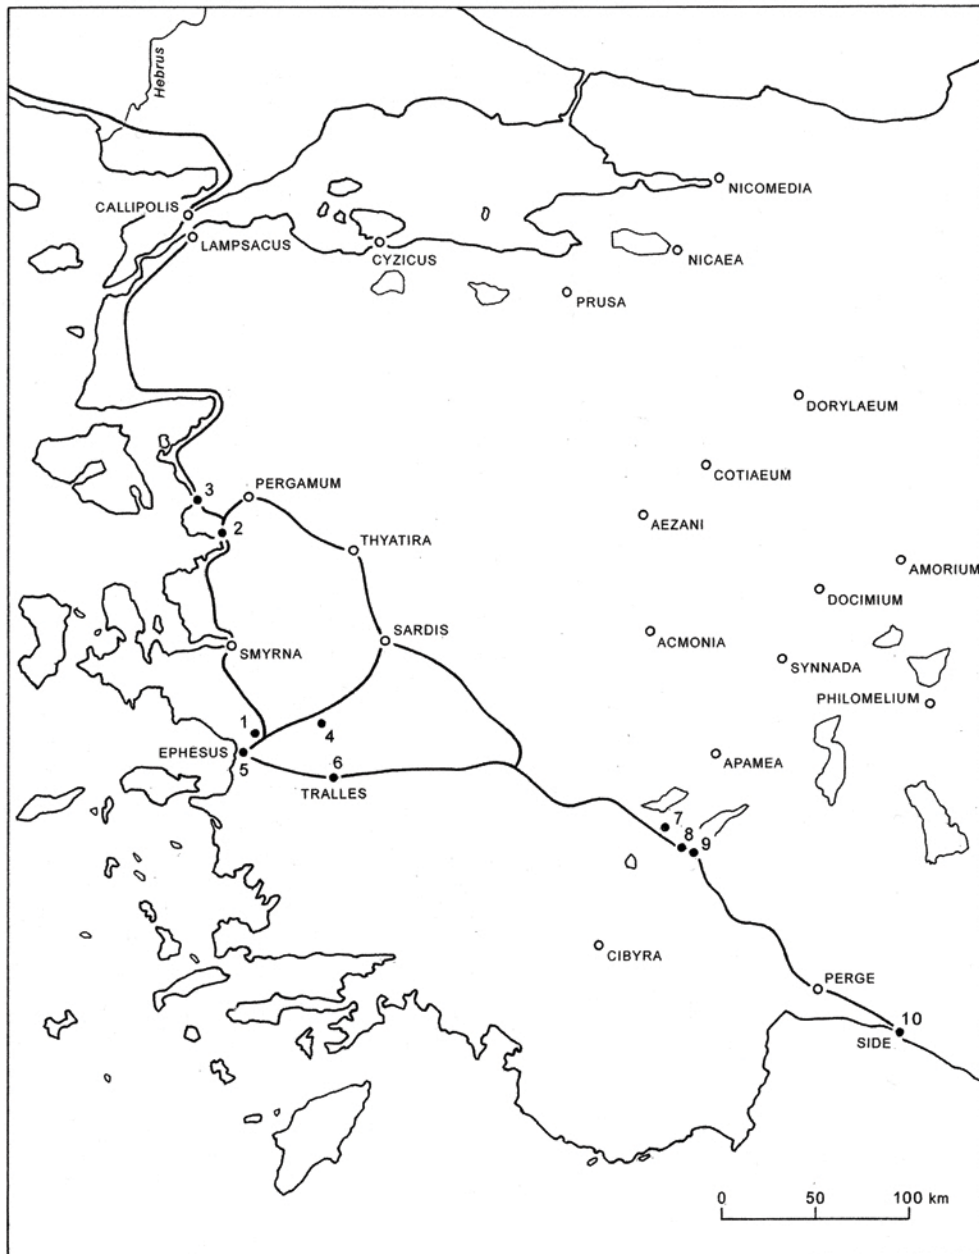 Hebrus
NICOMEDIA
CALLIPOLIS
LAMPSACUS
CYZICUS
NICAEA
PRUSA
DORYLAEUM
COTIAEUM
3
PERGAMUM
AEZANI
2
THYATIRA
AMORIUM
DOCIMIUM
SARDIS
ACMONIA
SMYRNA
SYNNADA
PHILOMELIUM
1
4
EPHESUS
5
6
TRALLES
APAMEA
7
8
9
CIBYRA
PERGE
10
SIDE
0 50 100 km